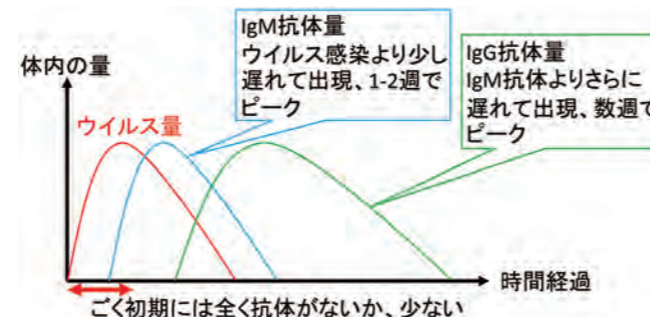 IgM抗体量
ウイルス感染より少し
遅れて出現、1-2週で
ピーク
IgG抗体量
IgM抗体よりさらに
遅れて出現、数週で
ピーク
体内の量
ウイルス量
時間経過
ごく初期には全く抗体がないか、少ない